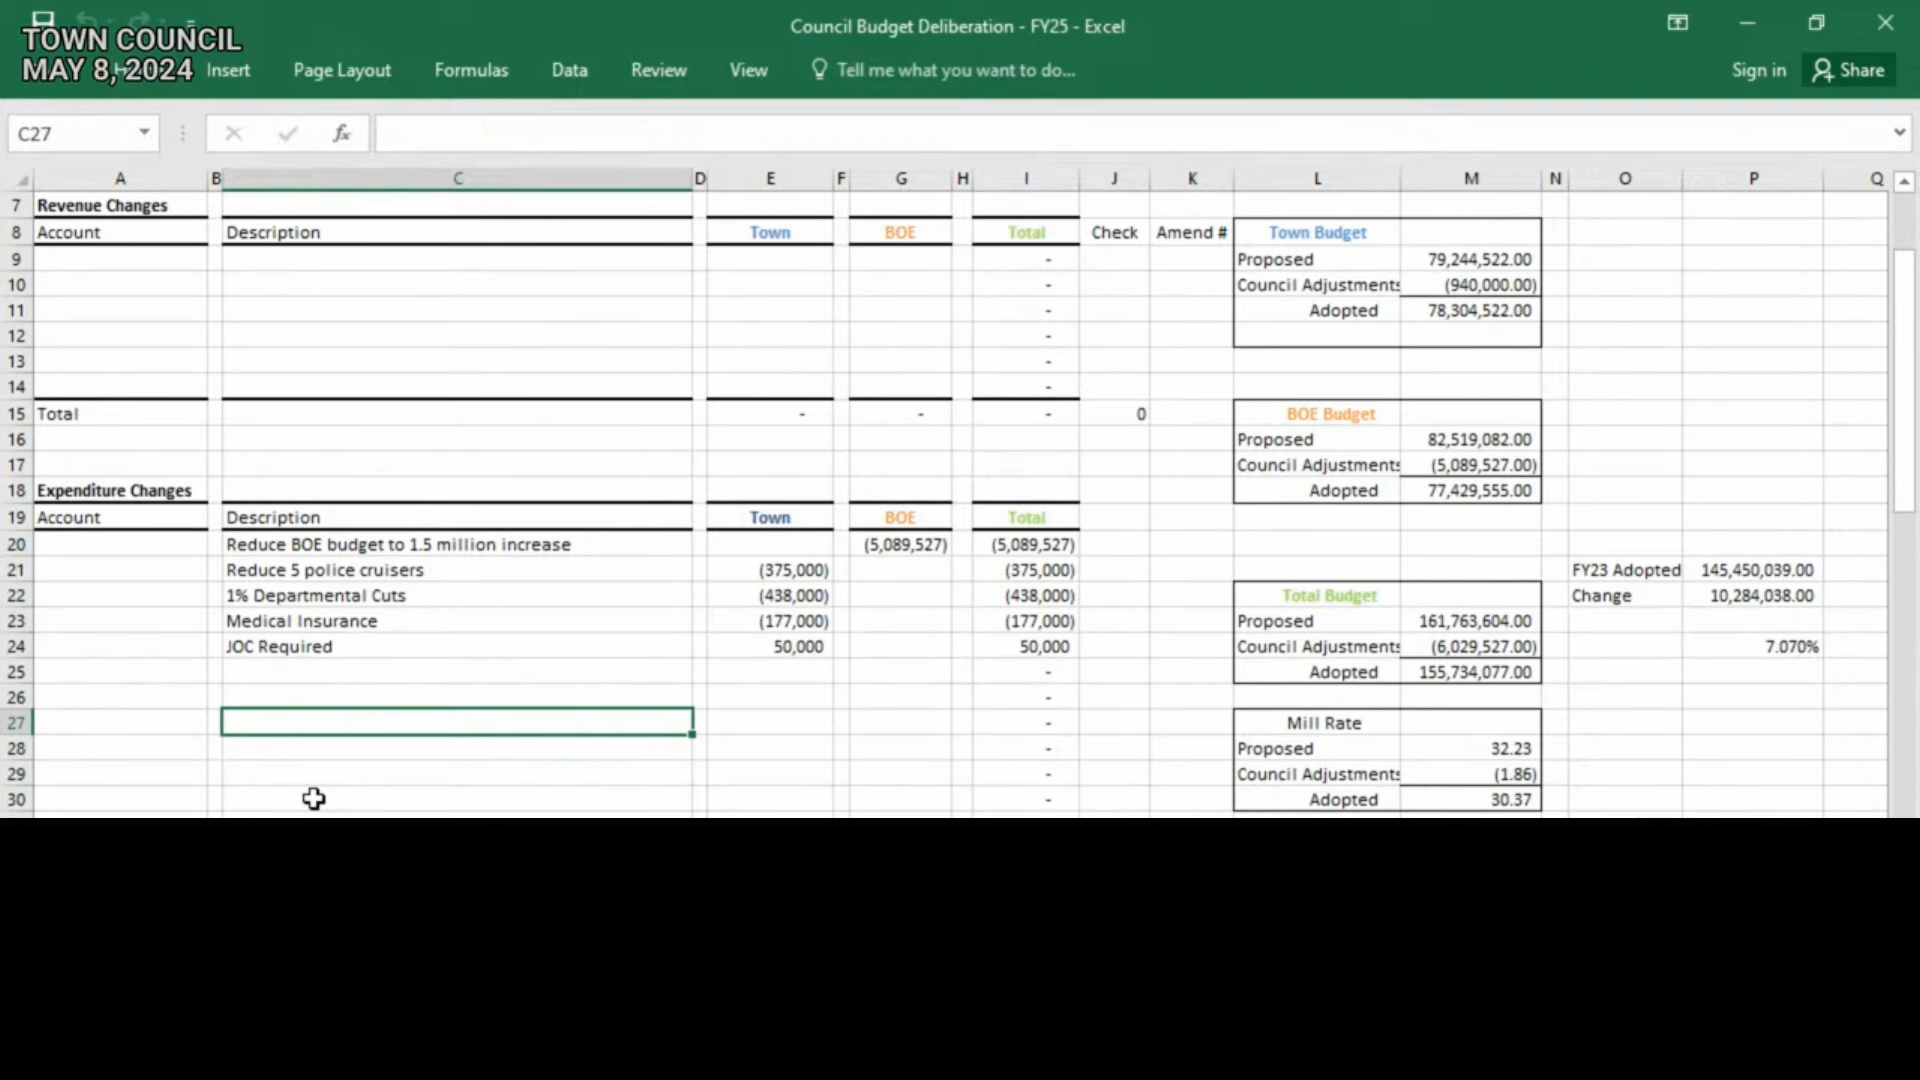 TOWN COUNCIL
MAY 8, 2024
Council Budget Deliberation - FY25 - Excel
Insert Page Layout Formulas Data Review View Tell me what you want to do... Sign in Share
C27 fx
A B C D E F G H I J K L M N O P Q
7 Revenue Changes
8 Account Description Town BOE Total Check Amend # Town Budget
9 - Proposed 79,244,522.00
10 - Council Adjustments (940,000.00)
11 - Adopted 78,304,522.00
12 -
13 -
14 -
15 Total - - - 0 BOE Budget
16 Proposed 82,519,082.00
17 Council Adjustments (5,089,527.00)
18 Expenditure Changes Adopted 77,429,555.00
19 Account Description Town BOE Total
20 Reduce BOE budget to 1.5 million increase (5,089,527) (5,089,527)
21 Reduce 5 police cruisers (375,000) (375,000) FY23 Adopted 145,450,039.00
22 1% Departmental Cuts (438,000) (438,000) Total Budget Change 10,284,038.00
23 Medical Insurance (177,000) (177,000) Proposed 161,763,604.00
24 JOC Required 50,000 50,000 Council Adjustments (6,029,527.00) 7.070%
25 - Adopted 155,734,077.00
26 -
27 - Mill Rate
28 - Proposed 32.23
29 - Council Adjustments (1.86)
30 - Adopted 30.37